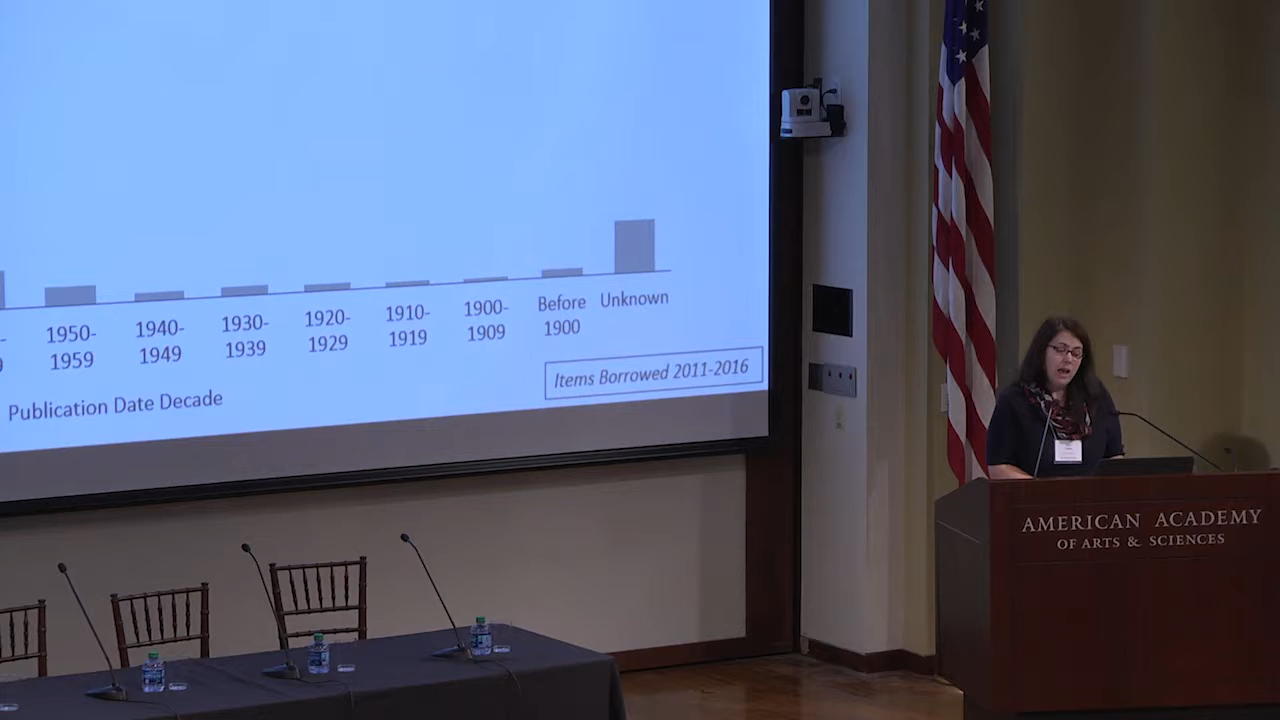 1950-
1959
1940-
1949
1930-
1939
1920-
1929
1910-
1919
1900-
1909
Before
1900
Unknown
Items Borrowed 2011-2016
Publication Date Decade
AMERICAN ACADEMY
OF ARTS & SCIENCES